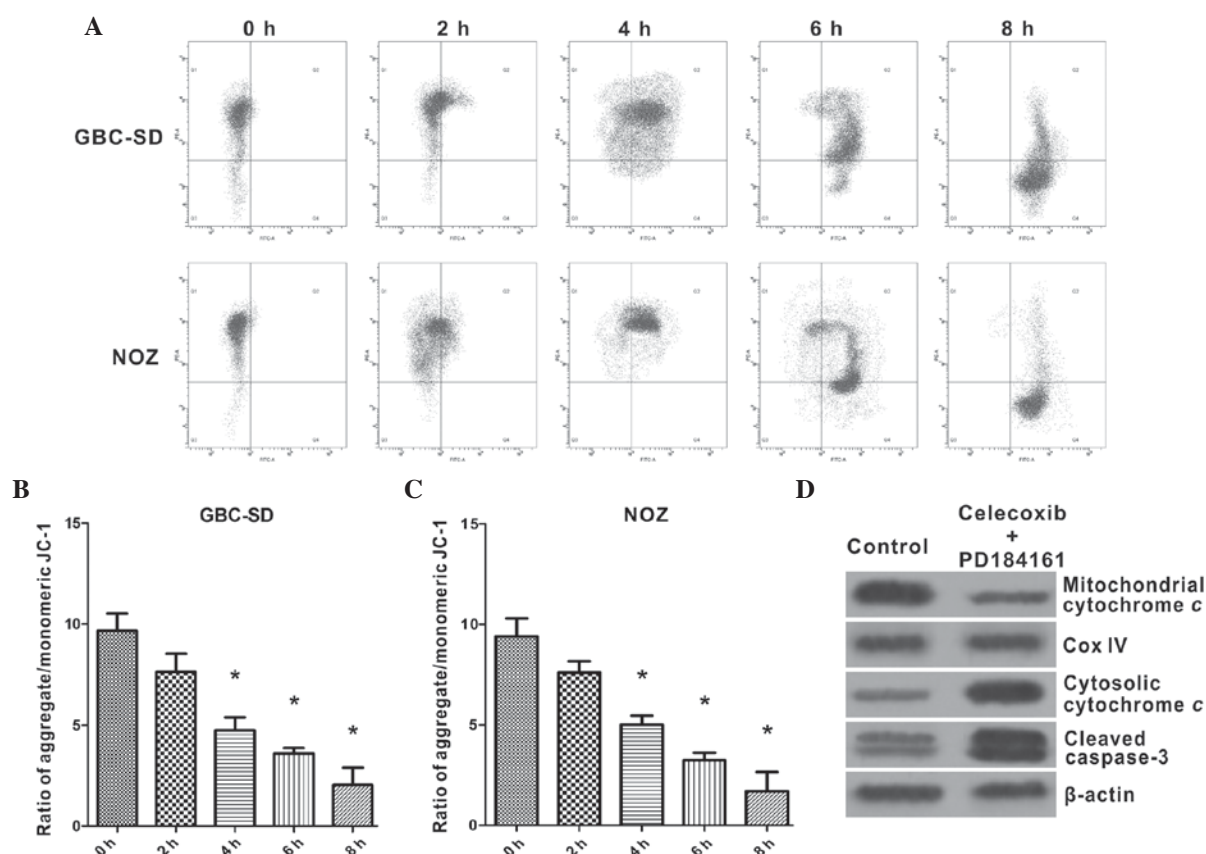 A
0 h
2 h
4 h
6 h
8 h
GBC-SD
NOZ
B
GBC-SD
Ratio of aggregate/monomeric JC-1
15
10
5
0
*
*
*
0 h
2 h
4 h
6 h
8 h
C
NOZ
Ratio of aggregate/monomeric JC-1
15
10
5
0
*
*
*
0 h
2 h
4 h
6 h
8 h
D
Control
Celecoxib
+
PD184161
Mitochondrial
cytochrome c
Cox IV
Cytosolic
cytochrome c
Cleaved
caspase-3
β-actin